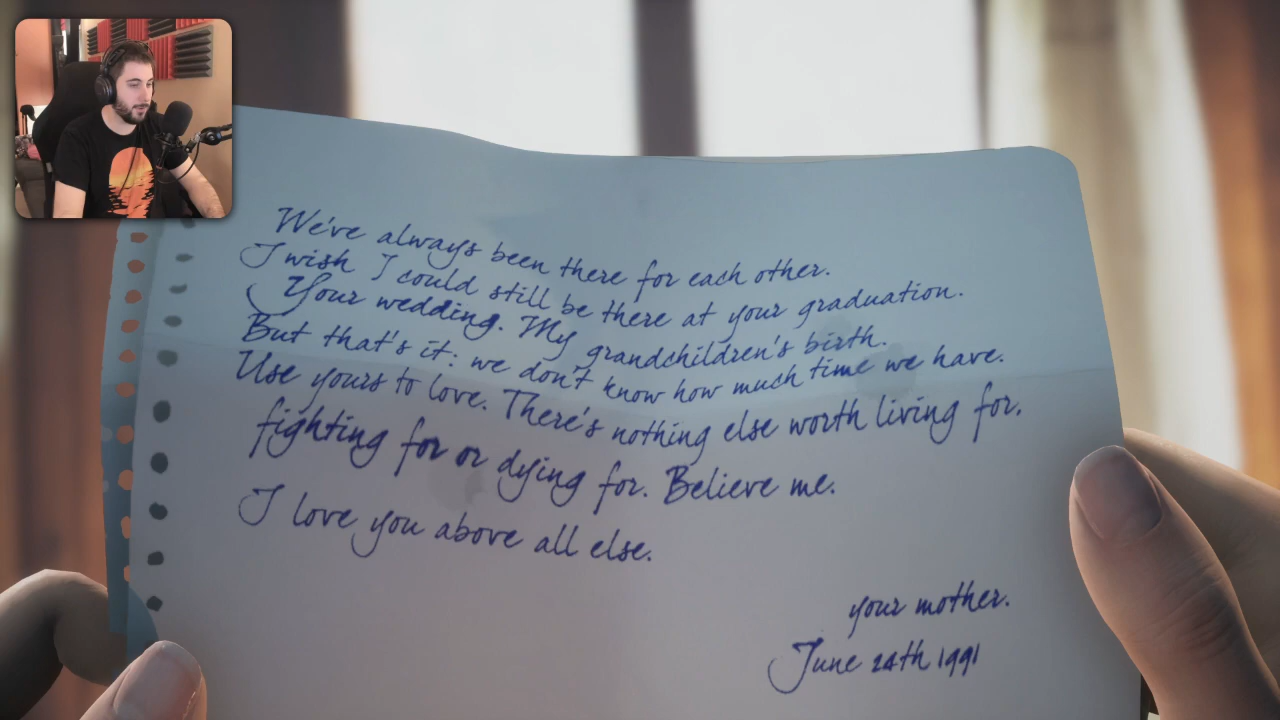 We've always been there for each other.
I wish I could still be there at your graduation.
Your wedding. My grandchildren's birth.
But that's it: we don't know how much time we have.
Use yours to love. There's nothing else worth living for.
fighting for or dying for. Believe me.
I love you above all else.
your mother.
June 24th 1991